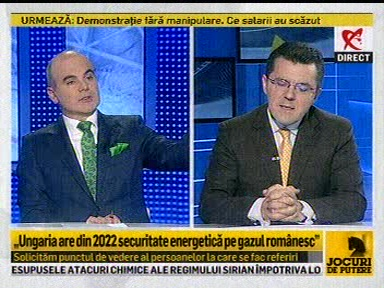 URMEAZĂ: Demonstraţie fără manipulare. Ce salarii au scăzut
DIRECT
„Ungaria are din 2022 securitate energetică pe gazul românesc”
Solicităm punctul de vedere al persoanelor la care se fac referiri
ESUPUSELE ATACURI CHIMICE ALE REGIMULUI SIRIAN ÎMPOTRIVA LO
JOCURI
DE PUTERE